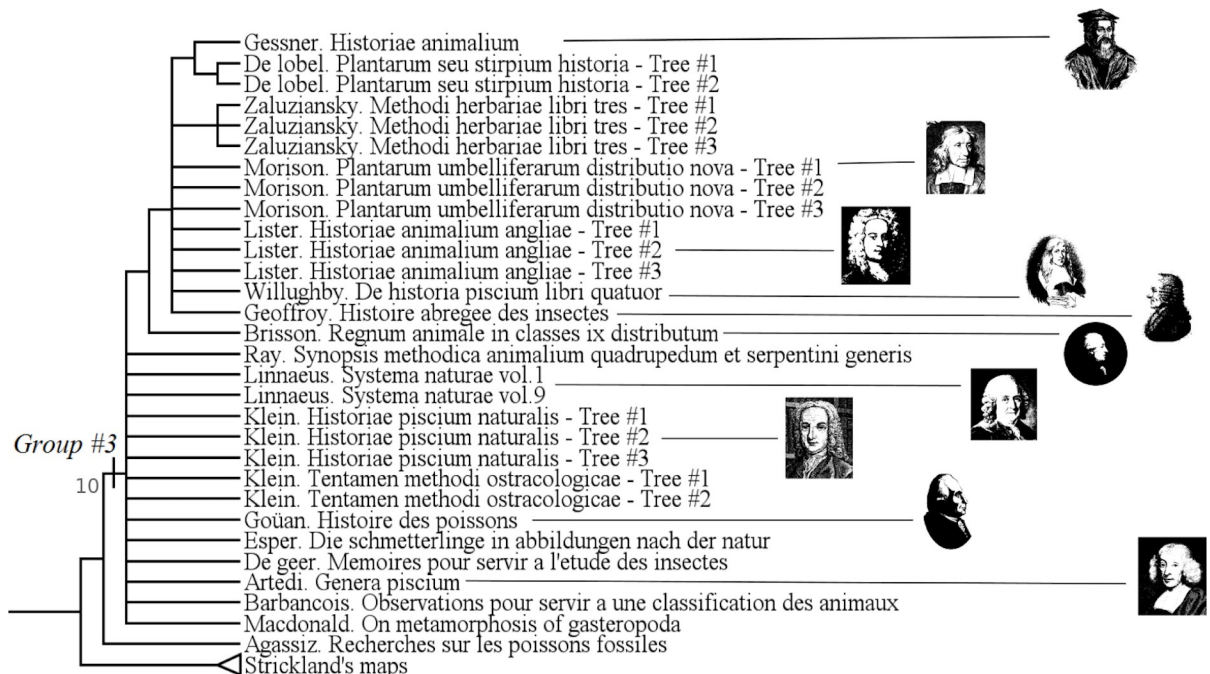 Gessner. Historiae animalium
De lobel. Plantarum seu stirpium historia - Tree #1
De lobel. Plantarum seu stirpium historia - Tree #2
Zaluziansky. Methodi herbariae libri tres - Tree #1
Zaluziansky. Methodi herbariae libri tres - Tree #2
Zaluziansky. Methodi herbariae libri tres - Tree #3
Morison. Plantarum umbelliferarum distributio nova - Tree #1
Morison. Plantarum umbelliferarum distributio nova - Tree #2
Morison. Plantarum umbelliferarum distributio nova - Tree #3
Lister. Historiae animalium angliae - Tree #1
Lister. Historiae animalium angliae - Tree #2
Lister. Historiae animalium angliae - Tree #3
Willughby. De historia piscium libri quatuor
Geoffroy. Histoire abregee des insectes
Brisson. Regnum animale in classes ix distributum
Ray. Synopsis methodica animalium quadrupedum et serpentini generis
Linnaeus. Systema naturae vol.1
Linnaeus. Systema naturae vol.9
Klein. Historiae piscium naturalis - Tree #1
Klein. Historiae piscium naturalis - Tree #2
Klein. Historiae piscium naturalis - Tree #3
Group #3
10
Klein. Tentamen methodi ostracologicae - Tree #1
Klein. Tentamen methodi ostracologicae - Tree #2
Goüan. Histoire des poissons
Esper. Die schmetterlinge in abbildungen nach der natur
De geer. Memoires pour servir a l'etude des insectes
Artedi. Genera piscium
Barbancois. Observations pour servir a une classification des animaux
Macdonald. On metamorphosis of gasteropoda
Agassiz. Recherches sur les poissons fossiles
Strickland's maps